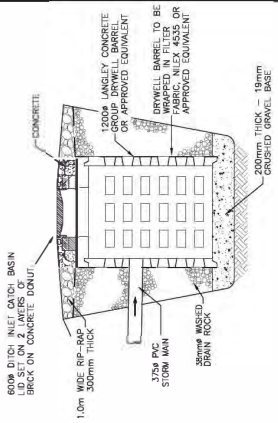 600ø DITCH INLET CATCH BASIN
LID SET ON 2 LAYERS OF
BRICK ON CONCRETE DONUT.
CONCRETE
1.0m WIDE RIP-RAP
300mm THICK
1200ø LANGLEY CONCRETE
GROUP DRYWELL BARREL
OR APPROVED EQUIVALENT
DRYWELL BARREL TO BE
WRAPPED IN FILTER
FABRIC, NILEX 4535 OR
APPROVED EQUIVALENT
375ø PVC
STORM MAIN
38mmø WASHED
DRAIN ROCK
200mm THICK - 19mm
CRUSHED GRAVEL BASE